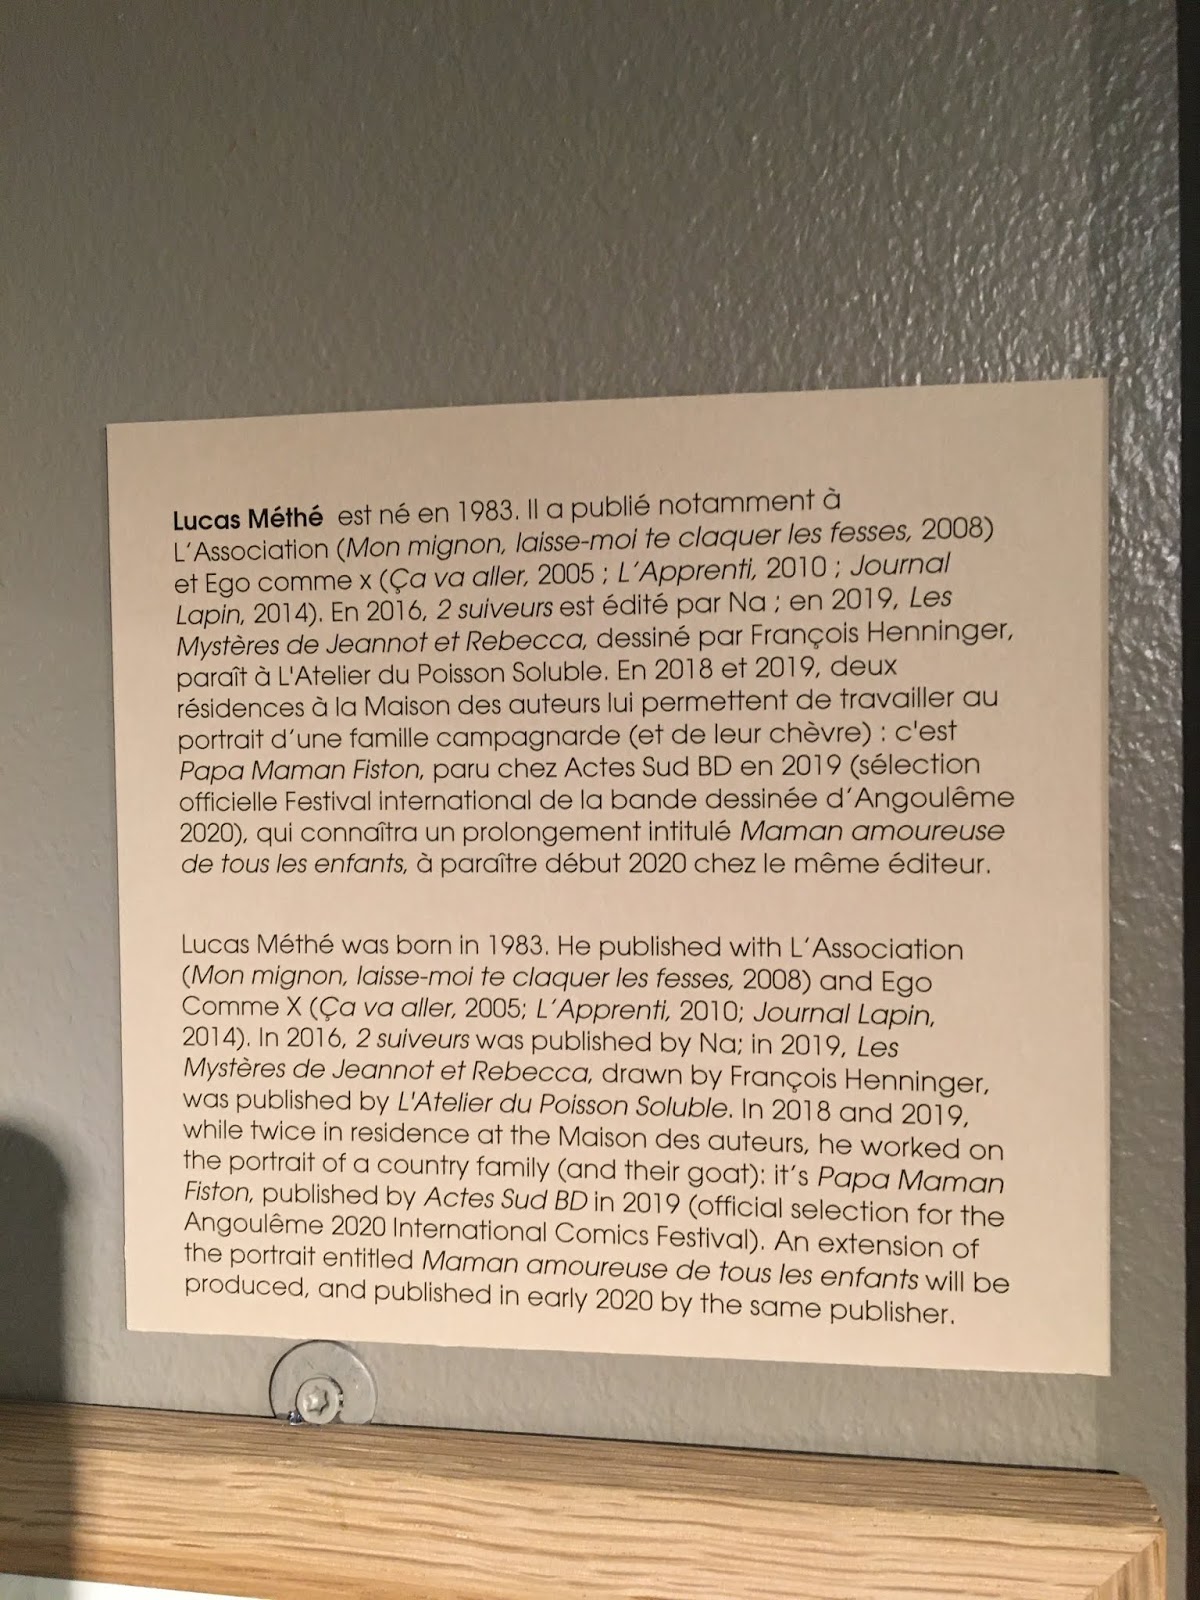 Lucas Méthé est né en 1983. Il a publié notamment à
L'Association (Mon mignon, laisse-moi te claquer les fesses, 2008)
et Ego comme x (Ça va aller, 2005 ; L'Apprenti, 2010 ; Journal
Lapin, 2014). En 2016, 2 suiveurs est édité par Na ; en 2019, Les
Mystères de Jeannot et Rebecca, dessiné par François Henninger,
paraît à L'Atelier du Poisson Soluble. En 2018 et 2019, deux
résidences à la Maison des auteurs lui permettent de travailler au
portrait d'une famille campagnarde (et de leur chèvre) : c'est
Papa Maman Fiston, paru chez Actes Sud BD en 2019 (sélection
officielle Festival international de la bande dessinée d'Angoulême
2020), qui connaîtra un prolongement intitulé Maman amoureuse
de tous les enfants, à paraître début 2020 chez le même éditeur.
Lucas Méthé was born in 1983. He published with L'Association
(Mon mignon, laisse-moi te claquer les fesses, 2008) and Ego
Comme X (Ça va aller, 2005; L'Apprenti, 2010; Journal Lapin,
2014). In 2016, 2 suiveurs was published by Na; in 2019, Les
Mystères de Jeannot et Rebecca, drawn by François Henninger,
was published by L'Atelier du Poisson Soluble. In 2018 and 2019,
while twice in residence at the Maison des auteurs, he worked on
the portrait of a country family (and their goat): it's Papa Maman
Fiston, published by Actes Sud BD in 2019 (official selection for the
Angoulême 2020 International Comics Festival). An extension of
the portrait entitled Maman amoureuse de tous les enfants will be
produced, and published in early 2020 by the same publisher.